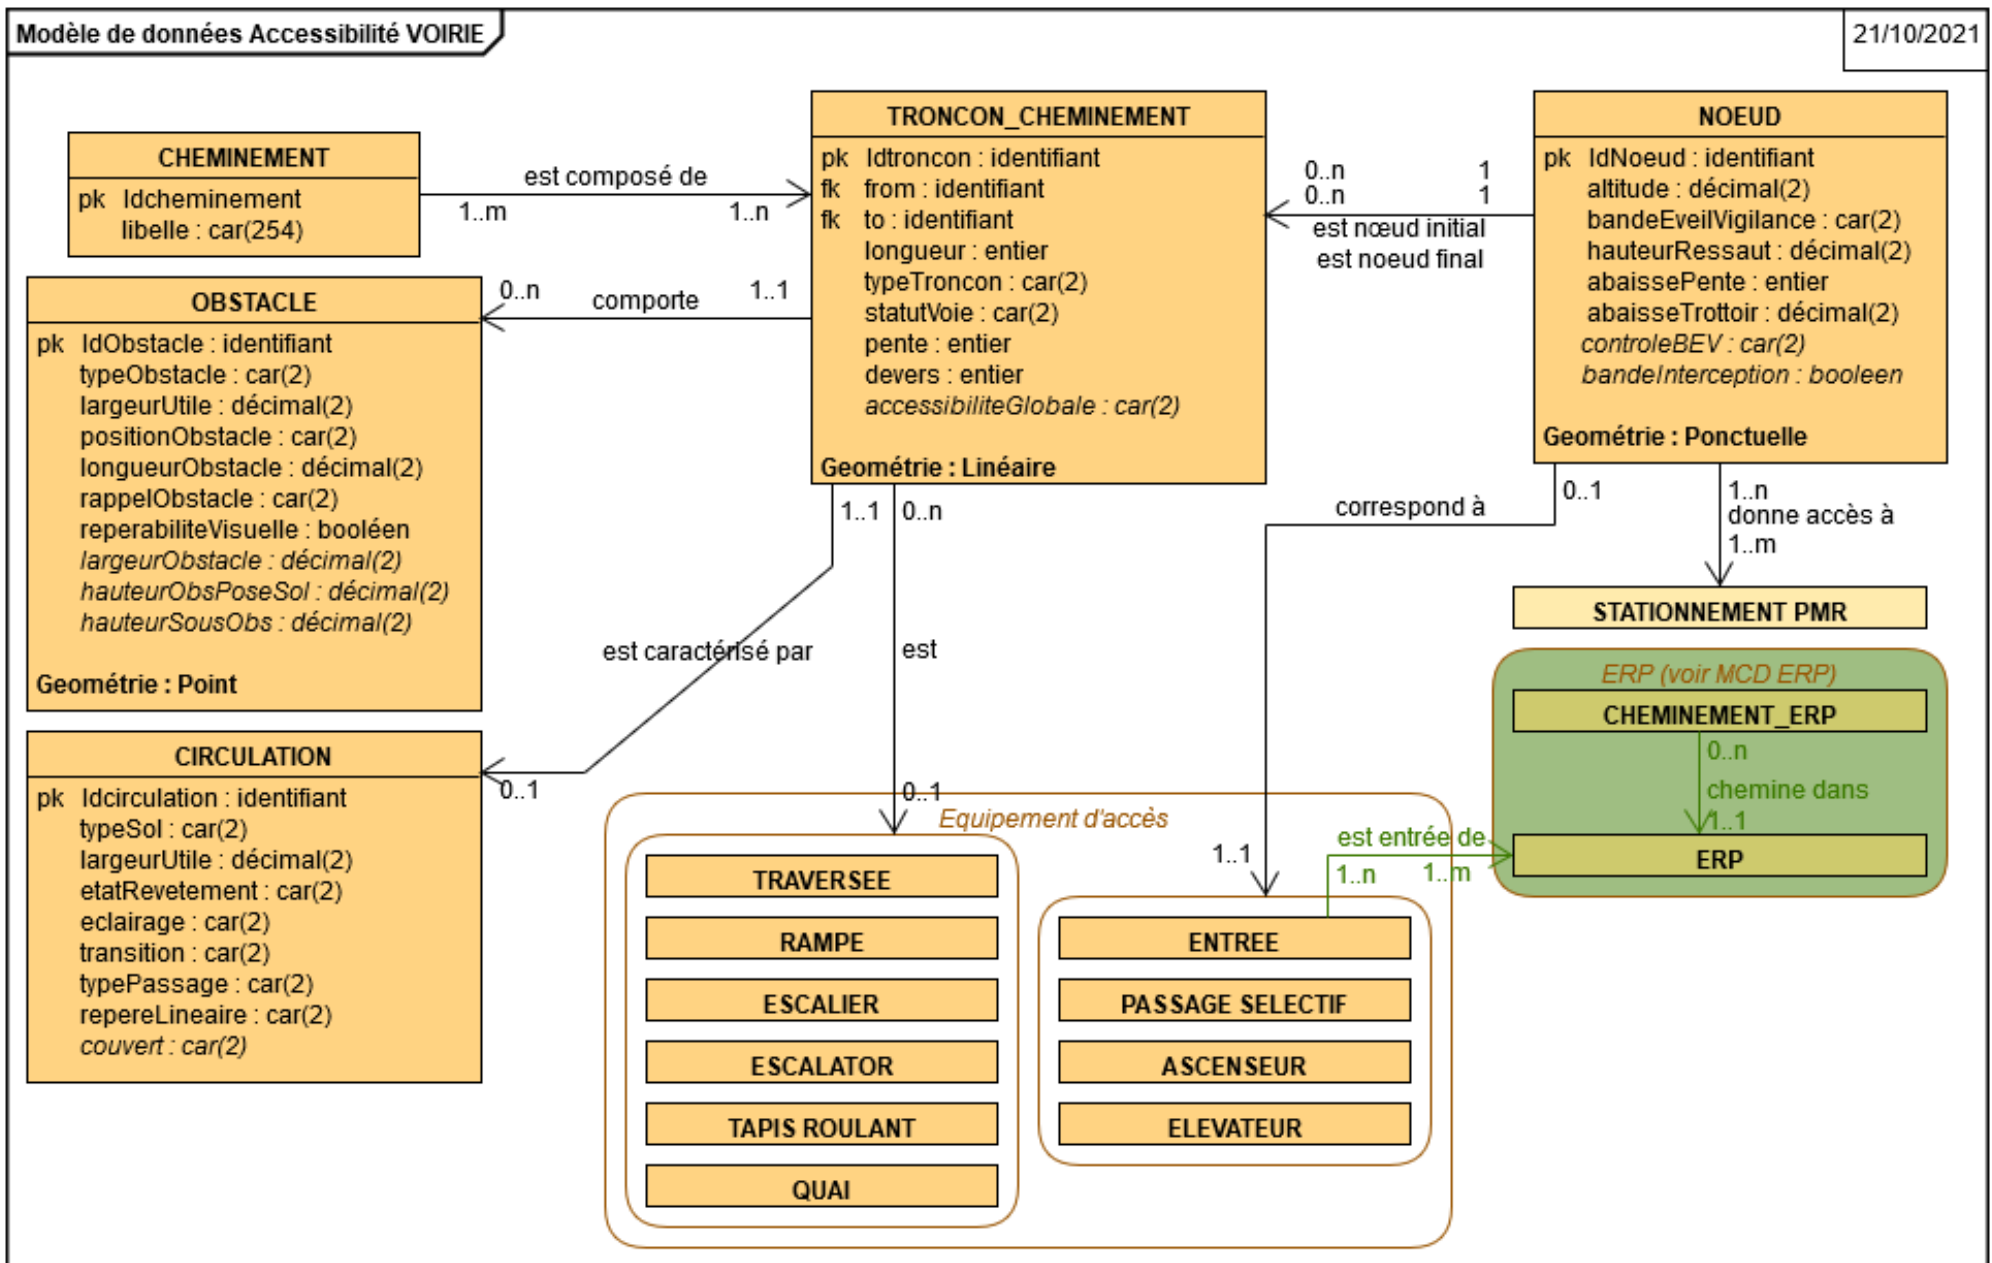 Modèle de données Accessibilité VOIRIE
21/10/2021
CHEMINEMENT
pk Idcheminement
libelle : car(254)
est composé de
1..m
1..n
TRONCON_CHEMINEMENT
pk Idtroncon : identifiant
fk from : identifiant
fk to : identifiant
longueur : entier
typeTroncon : car(2)
statutVoie : car(2)
pente : entier
devers : entier
accessibiliteGlobale : car(2)
Geométrie : Linéaire
0..n 1
0..n 1
est nœud initial
est noeud final
NOEUD
pk IdNoeud : identifiant
altitude : décimal(2)
bandeEveilVigilance : car(2)
hauteurRessaut : décimal(2)
abaissePente : entier
abaisseTrottoir : décimal(2)
controleBEV : car(2)
bandeInterception : booleen
Geométrie : Ponctuelle
OBSTACLE
pk IdObstacle : identifiant
typeObstacle : car(2)
largeurUtile : décimal(2)
positionObstacle : car(2)
longueurObstacle : décimal(2)
rappelObstacle : car(2)
reperabiliteVisuelle : booléen
largeurObstacle : décimal(2)
hauteurObsPoseSol : décimal(2)
hauteurSousObs : décimal(2)
Geométrie : Point
0..n
comporte
1..1
1..1
0..n
est caractérisé par
est
0..1
0..1
correspond à
0..1
1..1
1..n
donne accès à
1..m
STATIONNEMENT PMR
ERP (voir MCD ERP)
CHEMINEMENT_ERP
0..n
chemine dans
1..1
ERP
est entrée de
1..n
1..m
CIRCULATION
pk Idcirculation : identifiant
typeSol : car(2)
largeurUtile : décimal(2)
etatRevetement : car(2)
eclairage : car(2)
transition : car(2)
typePassage : car(2)
repereLineaire : car(2)
couvert : car(2)
Equipement d'accès
TRAVERSEE
RAMPE
ESCALIER
ESCALATOR
TAPIS ROULANT
QUAI
ENTREE
PASSAGE SELECTIF
ASCENSEUR
ELEVATEUR